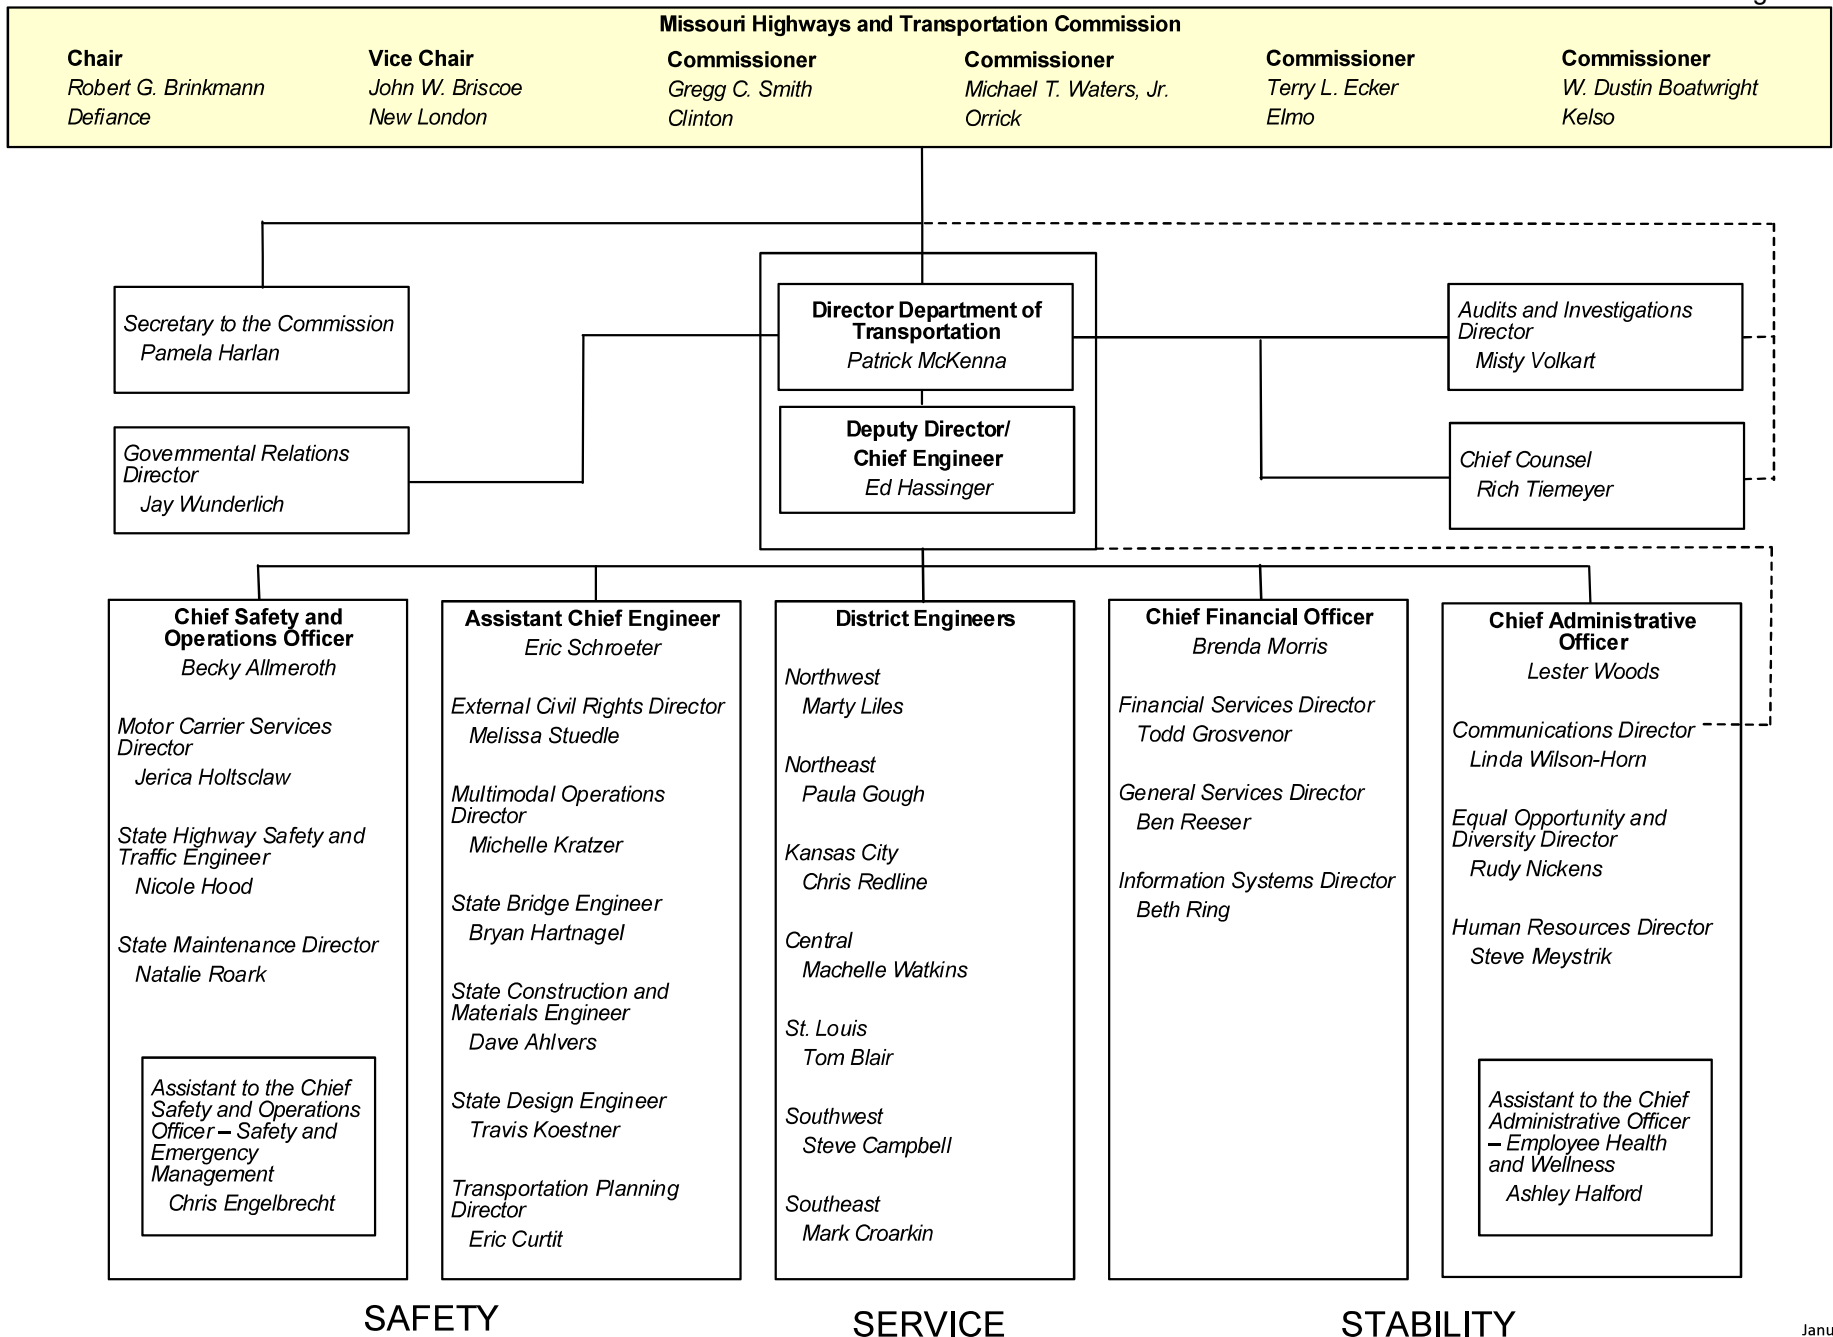 Missouri Highways and Transportation Commission
Chair
Robert G. Brinkmann
Defiance
Vice Chair
John W. Briscoe
New London
Commissioner
Gregg C. Smith
Clinton
Commissioner
Michael T. Waters, Jr.
Orrick
Commissioner
Terry L. Ecker
Elmo
Commissioner
W. Dustin Boatwright
Kelso
Secretary to the Commission
Pamela Harlan
Governmental Relations
Director
Jay Wunderlich
Director Department of
Transportation
Patrick McKenna
Deputy Director/
Chief Engineer
Ed Hassinger
Audits and Investigations
Director
Misty Volkart
Chief Counsel
Rich Tiemeyer
Chief Safety and
Operations Officer
Becky Allmeroth
Motor Carrier Services
Director
Jerica Holtsclaw
State Highway Safety and
Traffic Engineer
Nicole Hood
State Maintenance Director
Natalie Roark
Assistant to the Chief
Safety and Operations
Officer – Safety and
Emergency
Management
Chris Engelbrecht
Assistant Chief Engineer
Eric Schroeter
External Civil Rights Director
Melissa Stuedle
Multimodal Operations
Director
Michelle Kratzer
State Bridge Engineer
Bryan Hartnagel
State Construction and
Materials Engineer
Dave Ahlvers
State Design Engineer
Travis Koestner
Transportation Planning
Director
Eric Curtit
District Engineers
Northwest
Marty Liles
Northeast
Paula Gough
Kansas City
Chris Redline
Central
Machelle Watkins
St. Louis
Tom Blair
Southwest
Steve Campbell
Southeast
Mark Croarkin
Chief Financial Officer
Brenda Morris
Financial Services Director
Todd Grosvenor
General Services Director
Ben Reeser
Information Systems Director
Beth Ring
Chief Administrative
Officer
Lester Woods
Communications Director
Linda Wilson-Horn
Equal Opportunity and
Diversity Director
Rudy Nickens
Human Resources Director
Steve Meystrik
Assistant to the Chief
Administrative Officer
– Employee Health
and Wellness
Ashley Halford
SAFETY
SERVICE
STABILITY
Janu